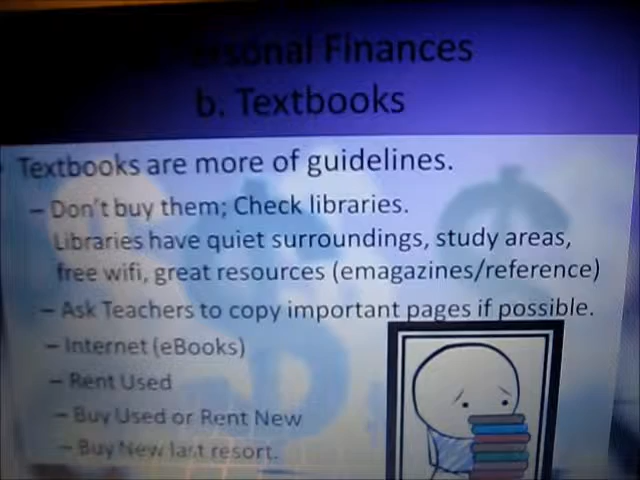 Personal Finances
b. Textbooks
Textbooks are more of guidelines.
– Don't buy them; Check libraries.
Libraries have quiet surroundings, study areas,
free wifi, great resources (emagazines/reference)
– Ask Teachers to copy important pages if possible.
– Internet (eBooks)
– Rent Used
– Buy Used or Rent New
– Buy New last resort.